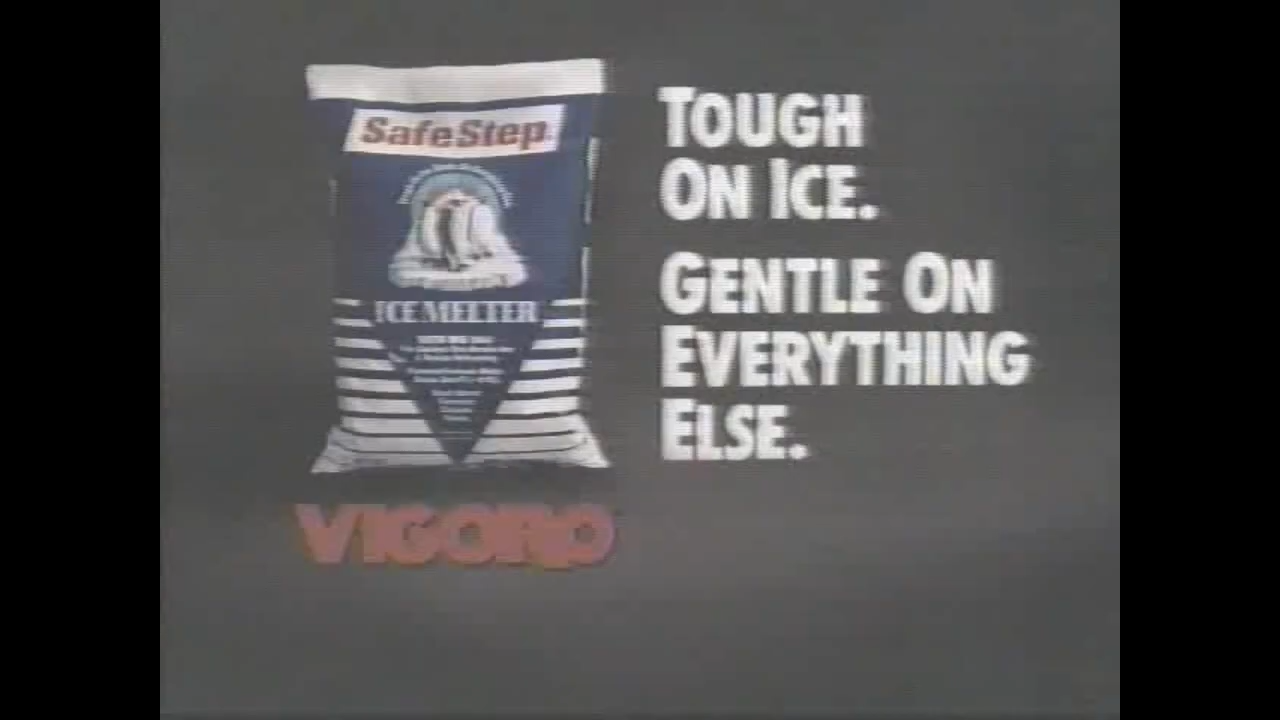 SafeStep
ICE MELTER
VIGORO
TOUGH
ON ICE.
GENTLE ON
EVERYTHING
ELSE.